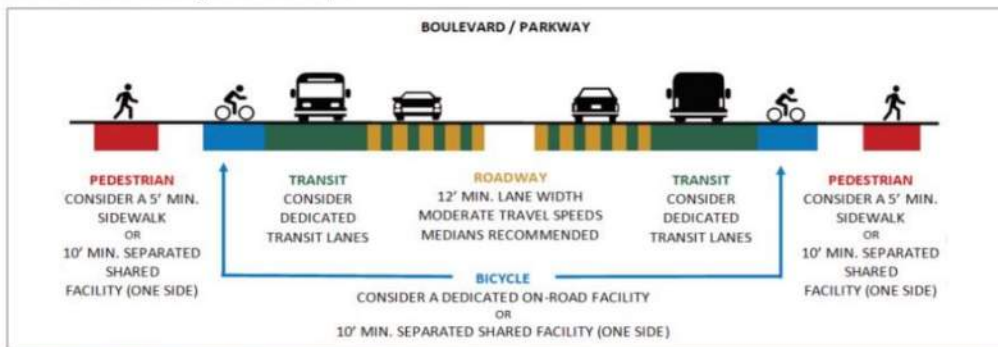 BOULEVARD / PARKWAY
PEDESTRIAN
CONSIDER A 5' MIN.
SIDEWALK
OR
10' MIN. SEPARATED
SHARED
FACILITY (ONE SIDE)
TRANSIT
CONSIDER
DEDICATED
TRANSIT LANES
ROADWAY
12' MIN. LANE WIDTH
MODERATE TRAVEL SPEEDS
MEDIANS RECOMMENDED
TRANSIT
CONSIDER
DEDICATED
TRANSIT LANES
PEDESTRIAN
CONSIDER A 5' MIN.
SIDEWALK
OR
10' MIN. SEPARATED
SHARED
FACILITY (ONE SIDE)
BICYCLE
CONSIDER A DEDICATED ON-ROAD FACILITY
OR
10' MIN. SEPARATED SHARED FACILITY (ONE SIDE)